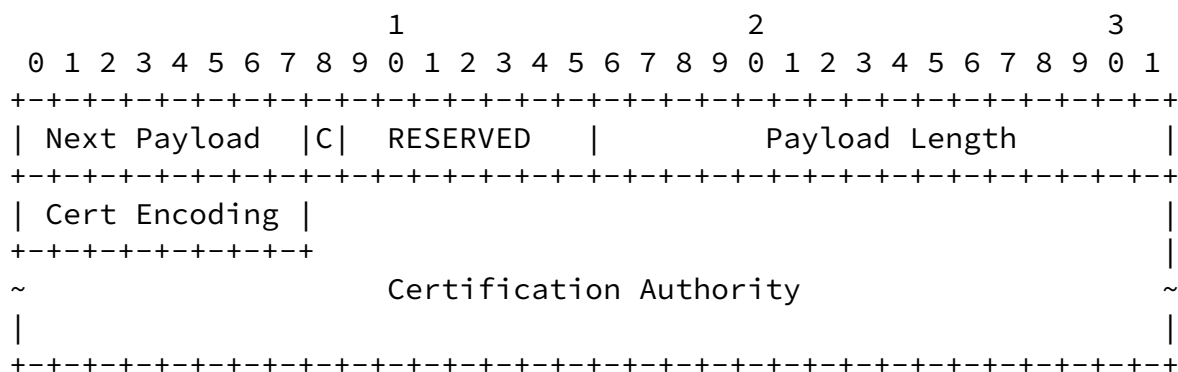 1                   2                   3
 0 1 2 3 4 5 6 7 8 9 0 1 2 3 4 5 6 7 8 9 0 1 2 3 4 5 6 7 8 9 0 1
+-+-+-+-+-+-+-+-+-+-+-+-+-+-+-+-+-+-+-+-+-+-+-+-+-+-+-+-+-+-+-+-+
| Next Payload  |C|  RESERVED   |         Payload Length        |
+-+-+-+-+-+-+-+-+-+-+-+-+-+-+-+-+-+-+-+-+-+-+-+-+-+-+-+-+-+-+-+-+
| Cert Encoding |                                               |
+-+-+-+-+-+-+-+-+                                               |
~                    Certification Authority                    ~
|                                                               |
+-+-+-+-+-+-+-+-+-+-+-+-+-+-+-+-+-+-+-+-+-+-+-+-+-+-+-+-+-+-+-+-+